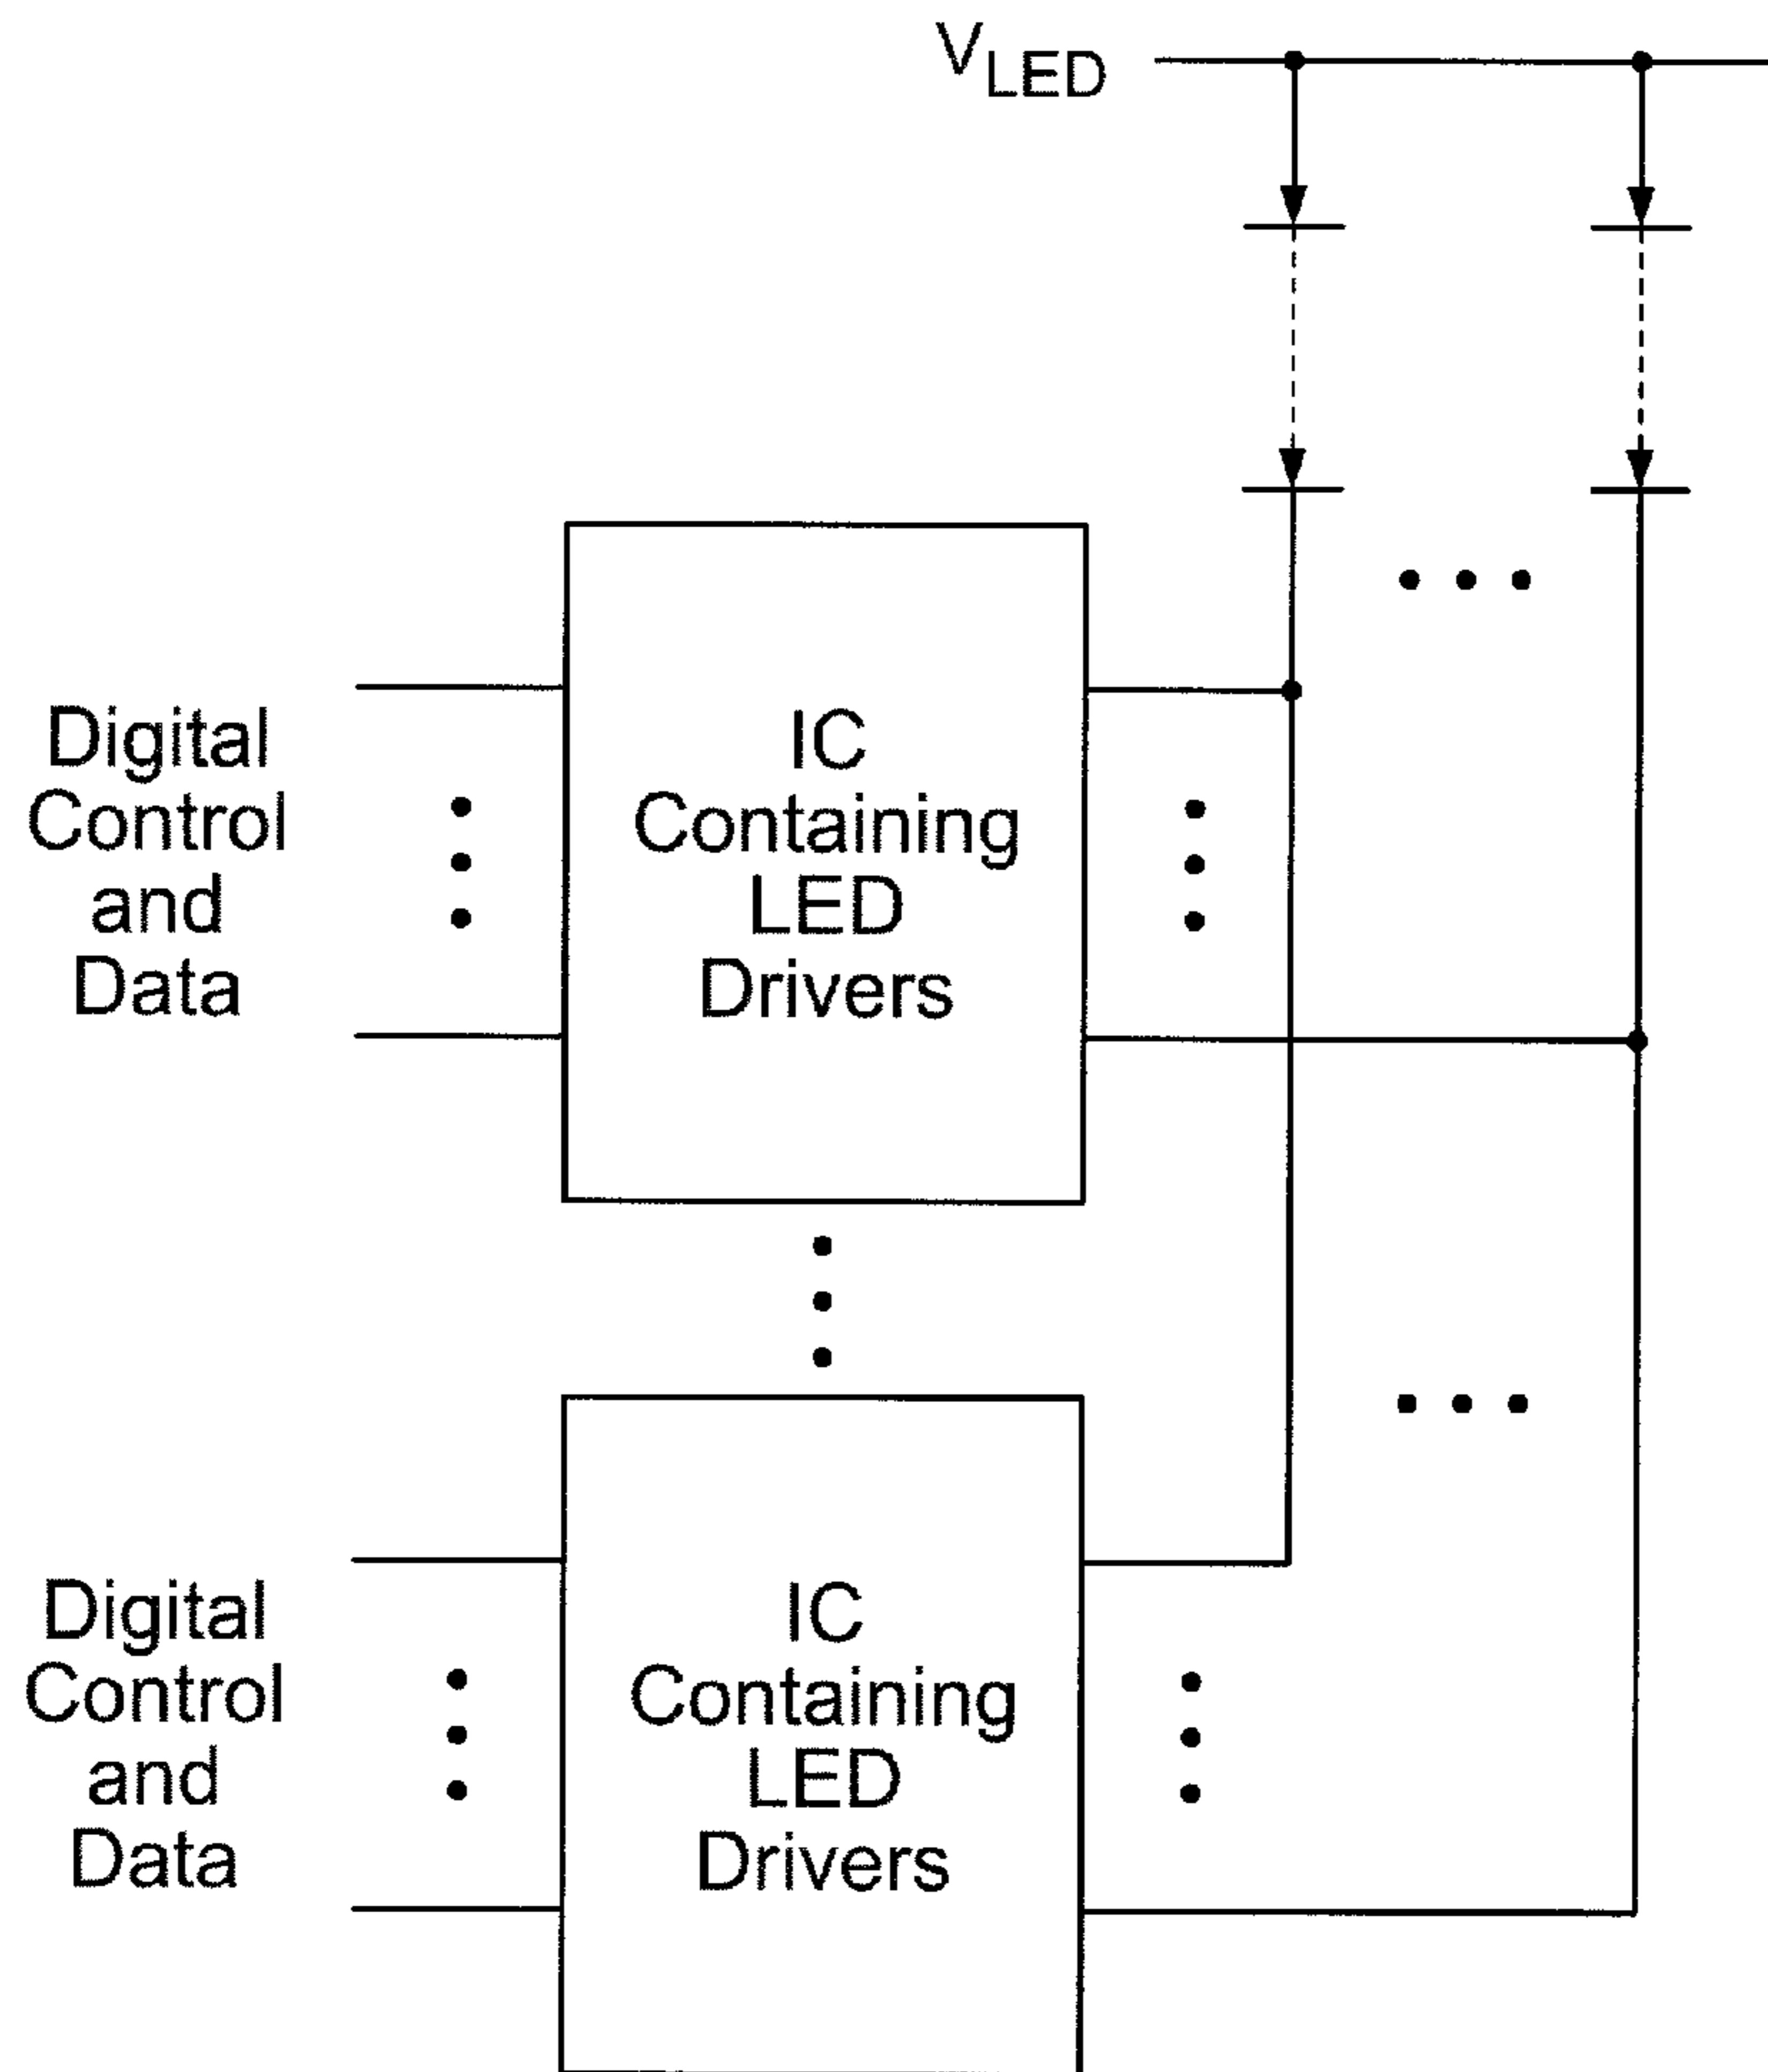 VLED
Digital
Control
and
Data
IC
Containing
LED
Drivers
Digital
Control
and
Data
IC
Containing
LED
Drivers